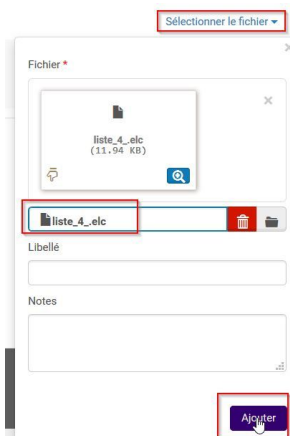 Sélectionner le fichier
Fichier *
liste_4_.elc
(11.94 KB)
liste_4_.elc
Libellé
Notes
Ajouter